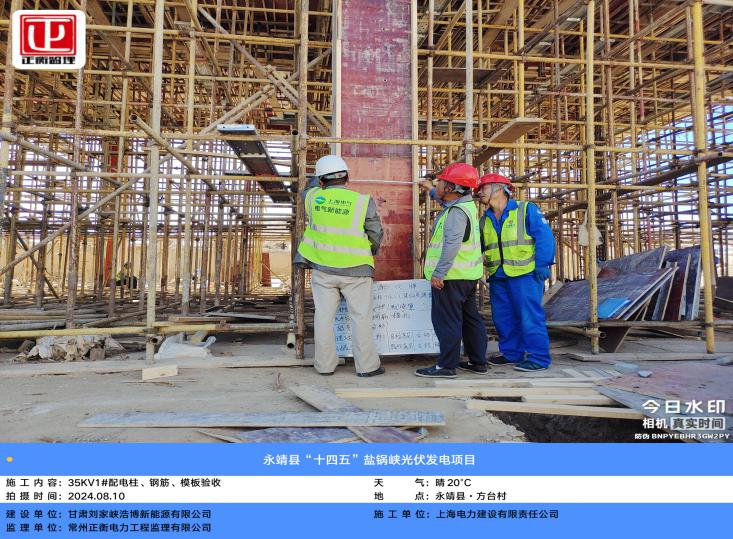 正衡监理
上海电气
电气新能源
今日水印
相机 真实时间
防伪 BNPYEBHR3GW2PY
永靖县“十四五”盐锅峡光伏发电项目
施工内容：35KV1#配电柱、钢筋、模板验收
天　　气：晴 20°C
拍摄时间：2024.08.10
地　　点：永靖县·方台村
建设单位：甘肃刘家峡浩博新能源有限公司
施工单位：上海电力建设有限责任公司
监理单位：常州正衡电力工程监理有限公司